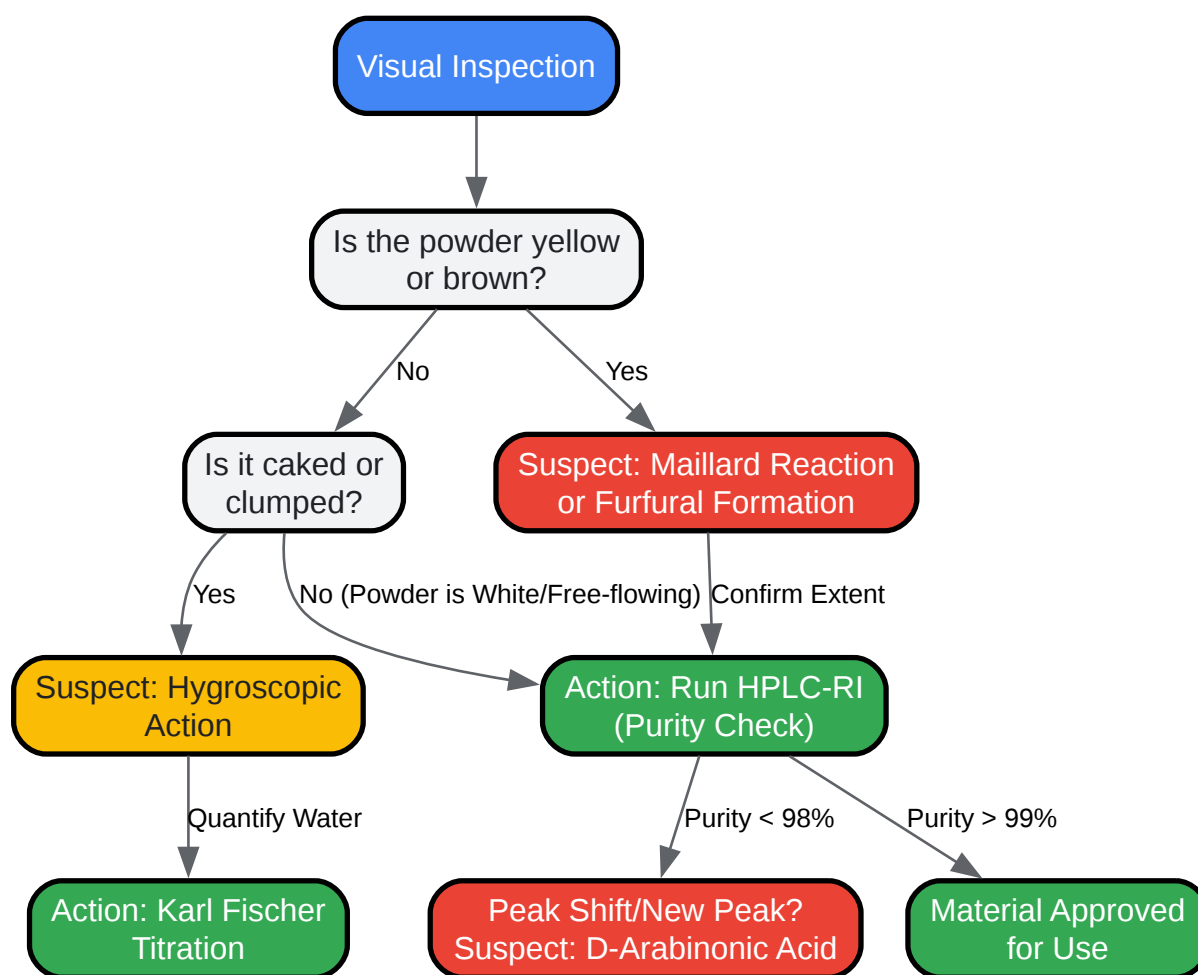 Visual Inspection
Is the powder yellow
or brown?
No
Yes
Is it caked or
clumped?
Suspect: Maillard Reaction
or Furfural Formation
Yes
No (Powder is White/Free-flowing)
Confirm Extent
Suspect: Hygroscopic
Action
Action: Run HPLC-RI
(Purity Check)
Quantify Water
Purity < 98%
Purity > 99%
Action: Karl Fischer
Titration
Peak Shift/New Peak?
Suspect: D-Arabinonic Acid
Material Approved
for Use